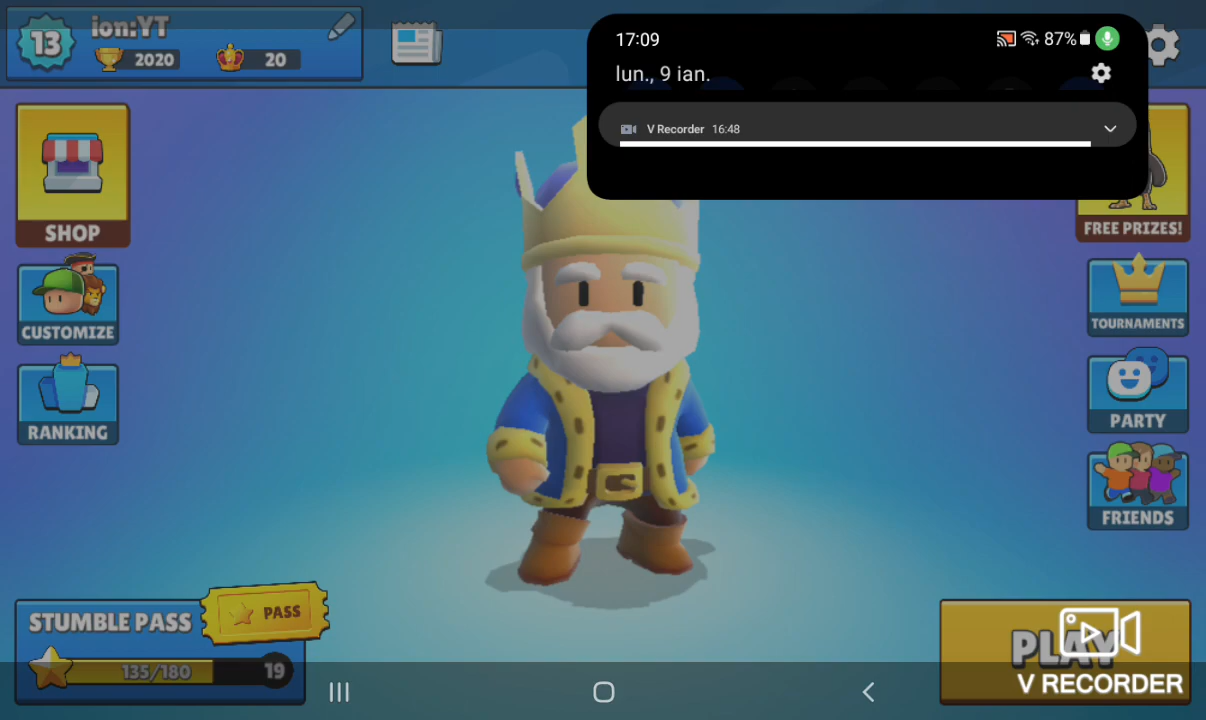 13
ion:YT
2020
20
17:09
87%
lun., 9 ian.
V Recorder 16:48
SHOP
FREE PRIZES!
CUSTOMIZE
TOURNAMENTS
RANKING
PARTY
FRIENDS
STUMBLE PASS
PASS
135/180
19
PLAY
V RECORDER